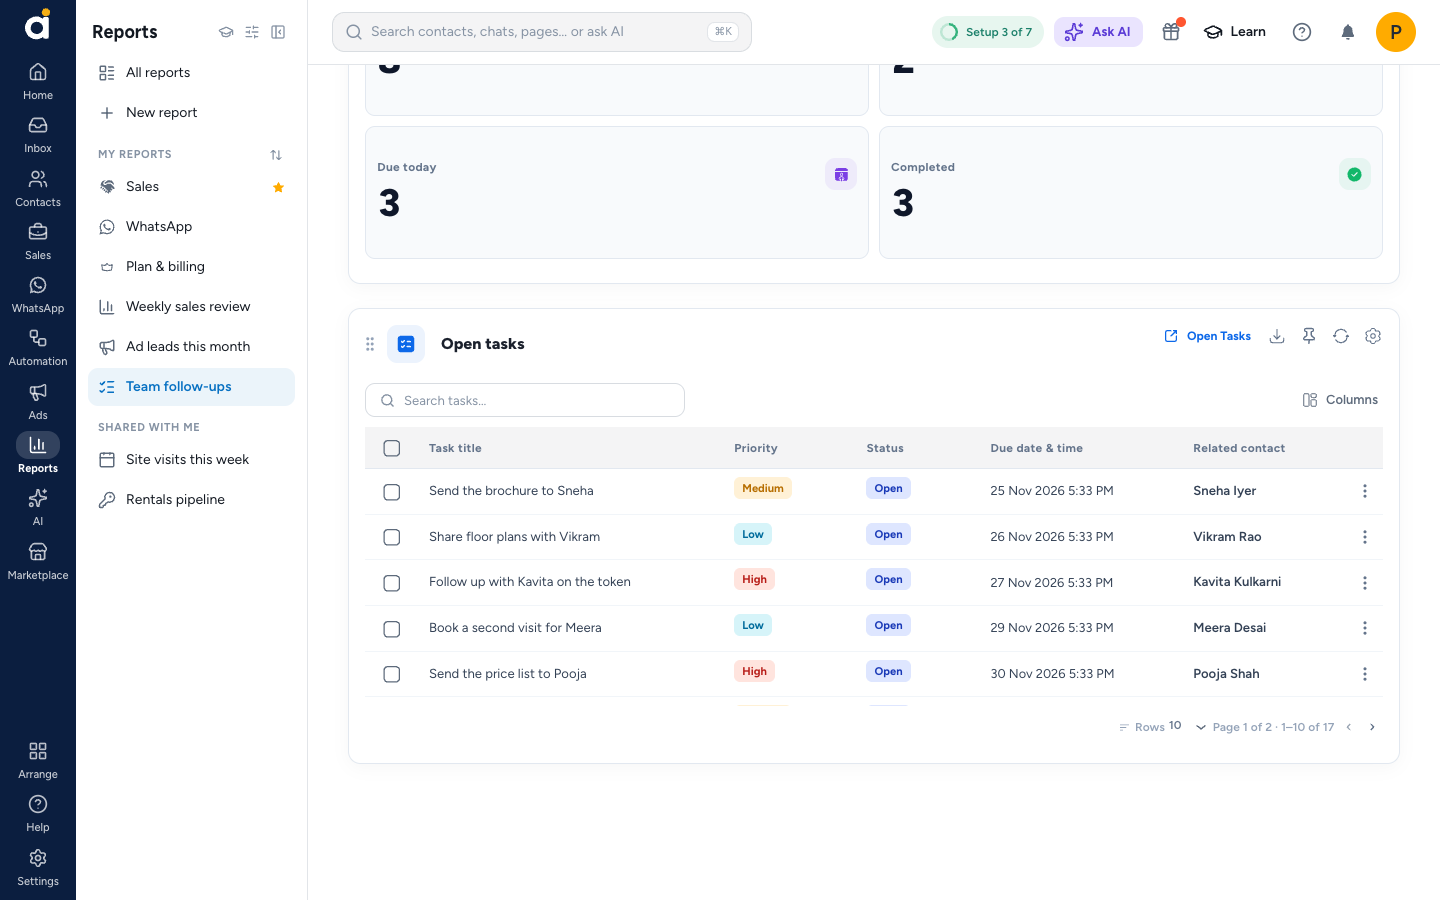 Reports
Search contacts, chats, pages... or ask AI
⌘K
Setup 3 of 7
Ask AI
Learn
P
Home
Inbox
Contacts
Sales
WhatsApp
Automation
Ads
Reports
AI
Marketplace
Arrange
Help
Settings
All reports
New report
MY REPORTS
Sales
WhatsApp
Plan & billing
Weekly sales review
Ad leads this month
Team follow-ups
SHARED WITH ME
Site visits this week
Rentals pipeline
Due today
3
Completed
3
Open tasks
Open Tasks
Search tasks...
Columns
Task title Priority Status Due date & time Related contact
Send the brochure to Sneha Medium Open 25 Nov 2026 5:33 PM Sneha Iyer
Share floor plans with Vikram Low Open 26 Nov 2026 5:33 PM Vikram Rao
Follow up with Kavita on the token High Open 27 Nov 2026 5:33 PM Kavita Kulkarni
Book a second visit for Meera Low Open 29 Nov 2026 5:33 PM Meera Desai
Send the price list to Pooja High Open 30 Nov 2026 5:33 PM Pooja Shah
Rows 10 Page 1 of 2 · 1–10 of 17